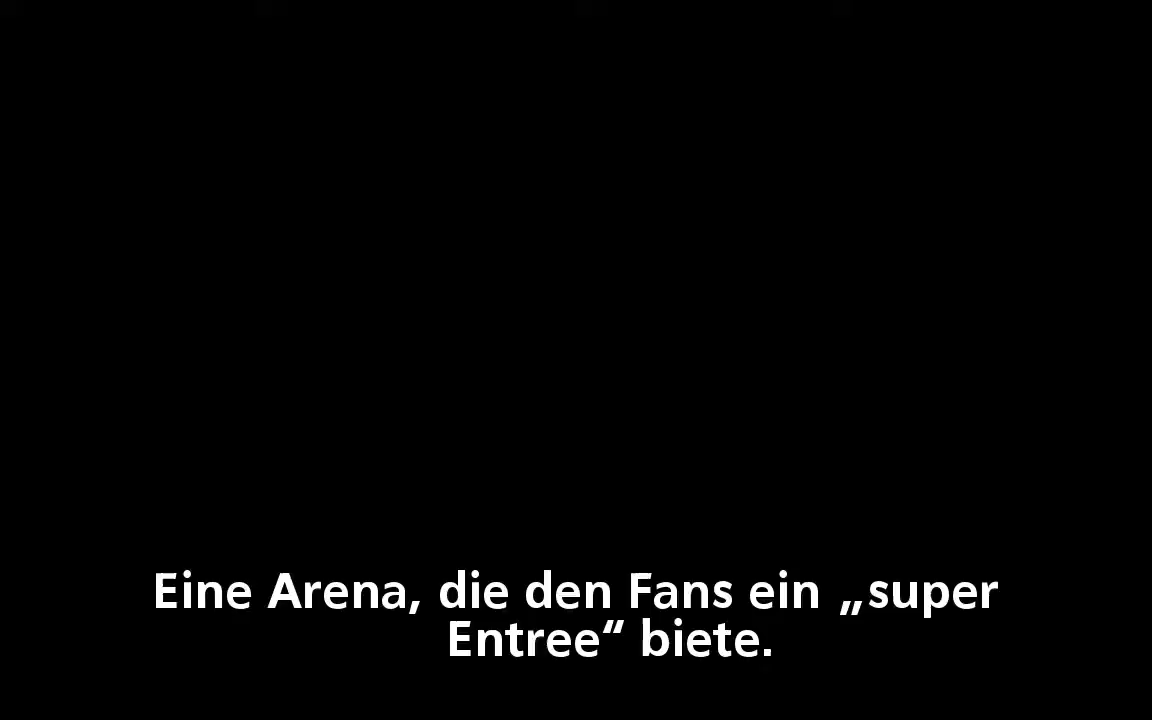 Eine Arena, die den Fans ein „super
Entree“ biete.